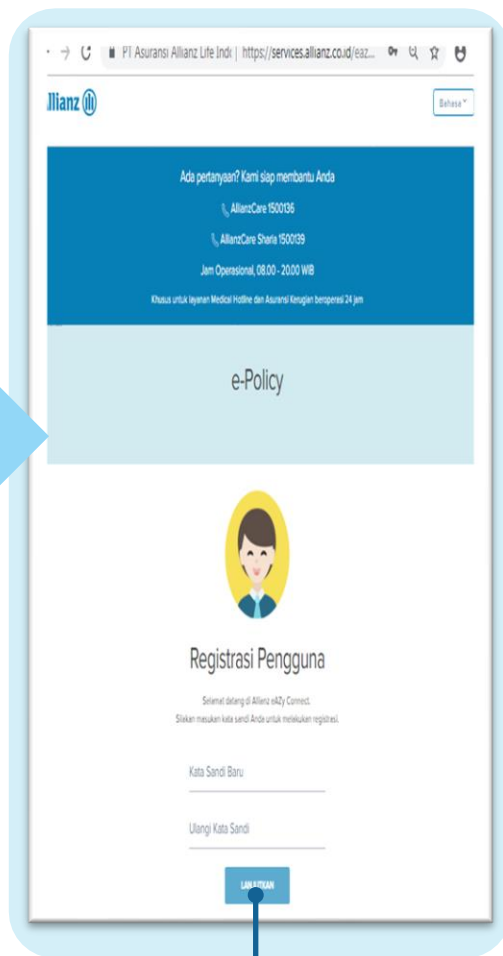 PT Asuransi Allianz Life Indo | https://services.allianz.co.id/eaz...
Allianz
Bahasa
Ada pertanyaan? Kami siap membantu Anda
AllianzCare 1500136
AllianzCare Sharia 1500139
Jam Operasional, 08.00 - 20.00 WIB
Khusus untuk layanan Medical Hotline dan Asuransi Kerugian beroperasi 24 jam
e-Policy
Registrasi Pengguna
Selamat datang di Allianz eAZy Connect.
Silakan masukan kata sandi Anda untuk melakukan registrasi.
Kata Sandi Baru
Ulangi Kata Sandi
LANJUTKAN